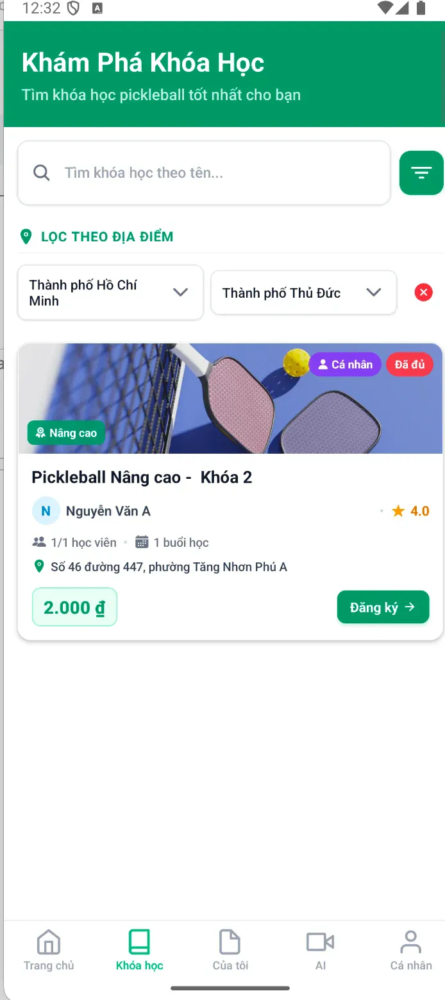 12:32
A
Khám Phá Khóa Học
Tìm khóa học pickleball tốt nhất cho bạn
Tìm khóa học theo tên...
LỌC THEO ĐỊA ĐIỂM
Thành phố Hồ Chí
Minh
Thành phố Thủ Đức
Cá nhân
Đã đủ
Nâng cao
Pickleball Nâng cao -  Khóa 2
N
Nguyễn Văn A
4.0
1/1 học viên
1 buổi học
Số 46 đường 447, phường Tăng Nhơn Phú A
2.000 ₫
Đăng ký →
Trang chủ
Khóa học
Của tôi
AI
Cá nhân